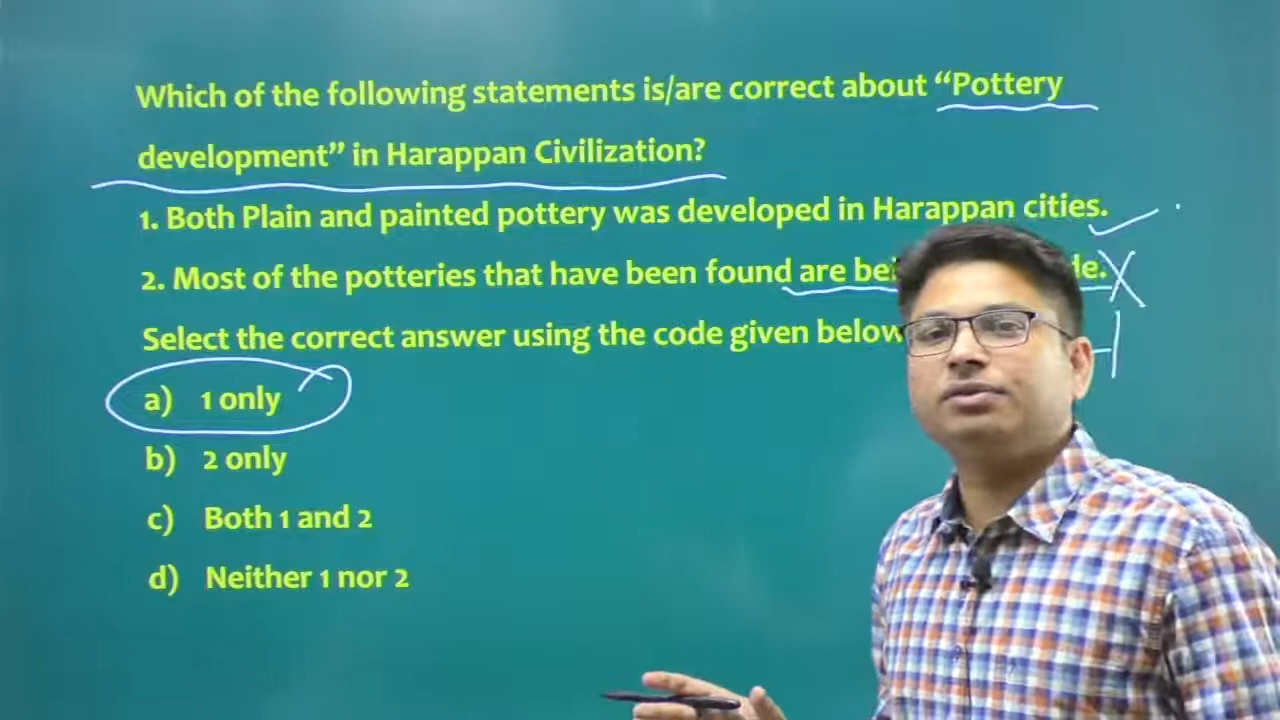 Which of the following statements is/are correct about “Pottery
development” in Harappan Civilization?
1. Both Plain and painted pottery was developed in Harappan cities.
2. Most of the potteries that have been found are
Select the correct answer using the code given below
a) 1 only
b) 2 only
c) Both 1 and 2
d) Neither 1 nor 2